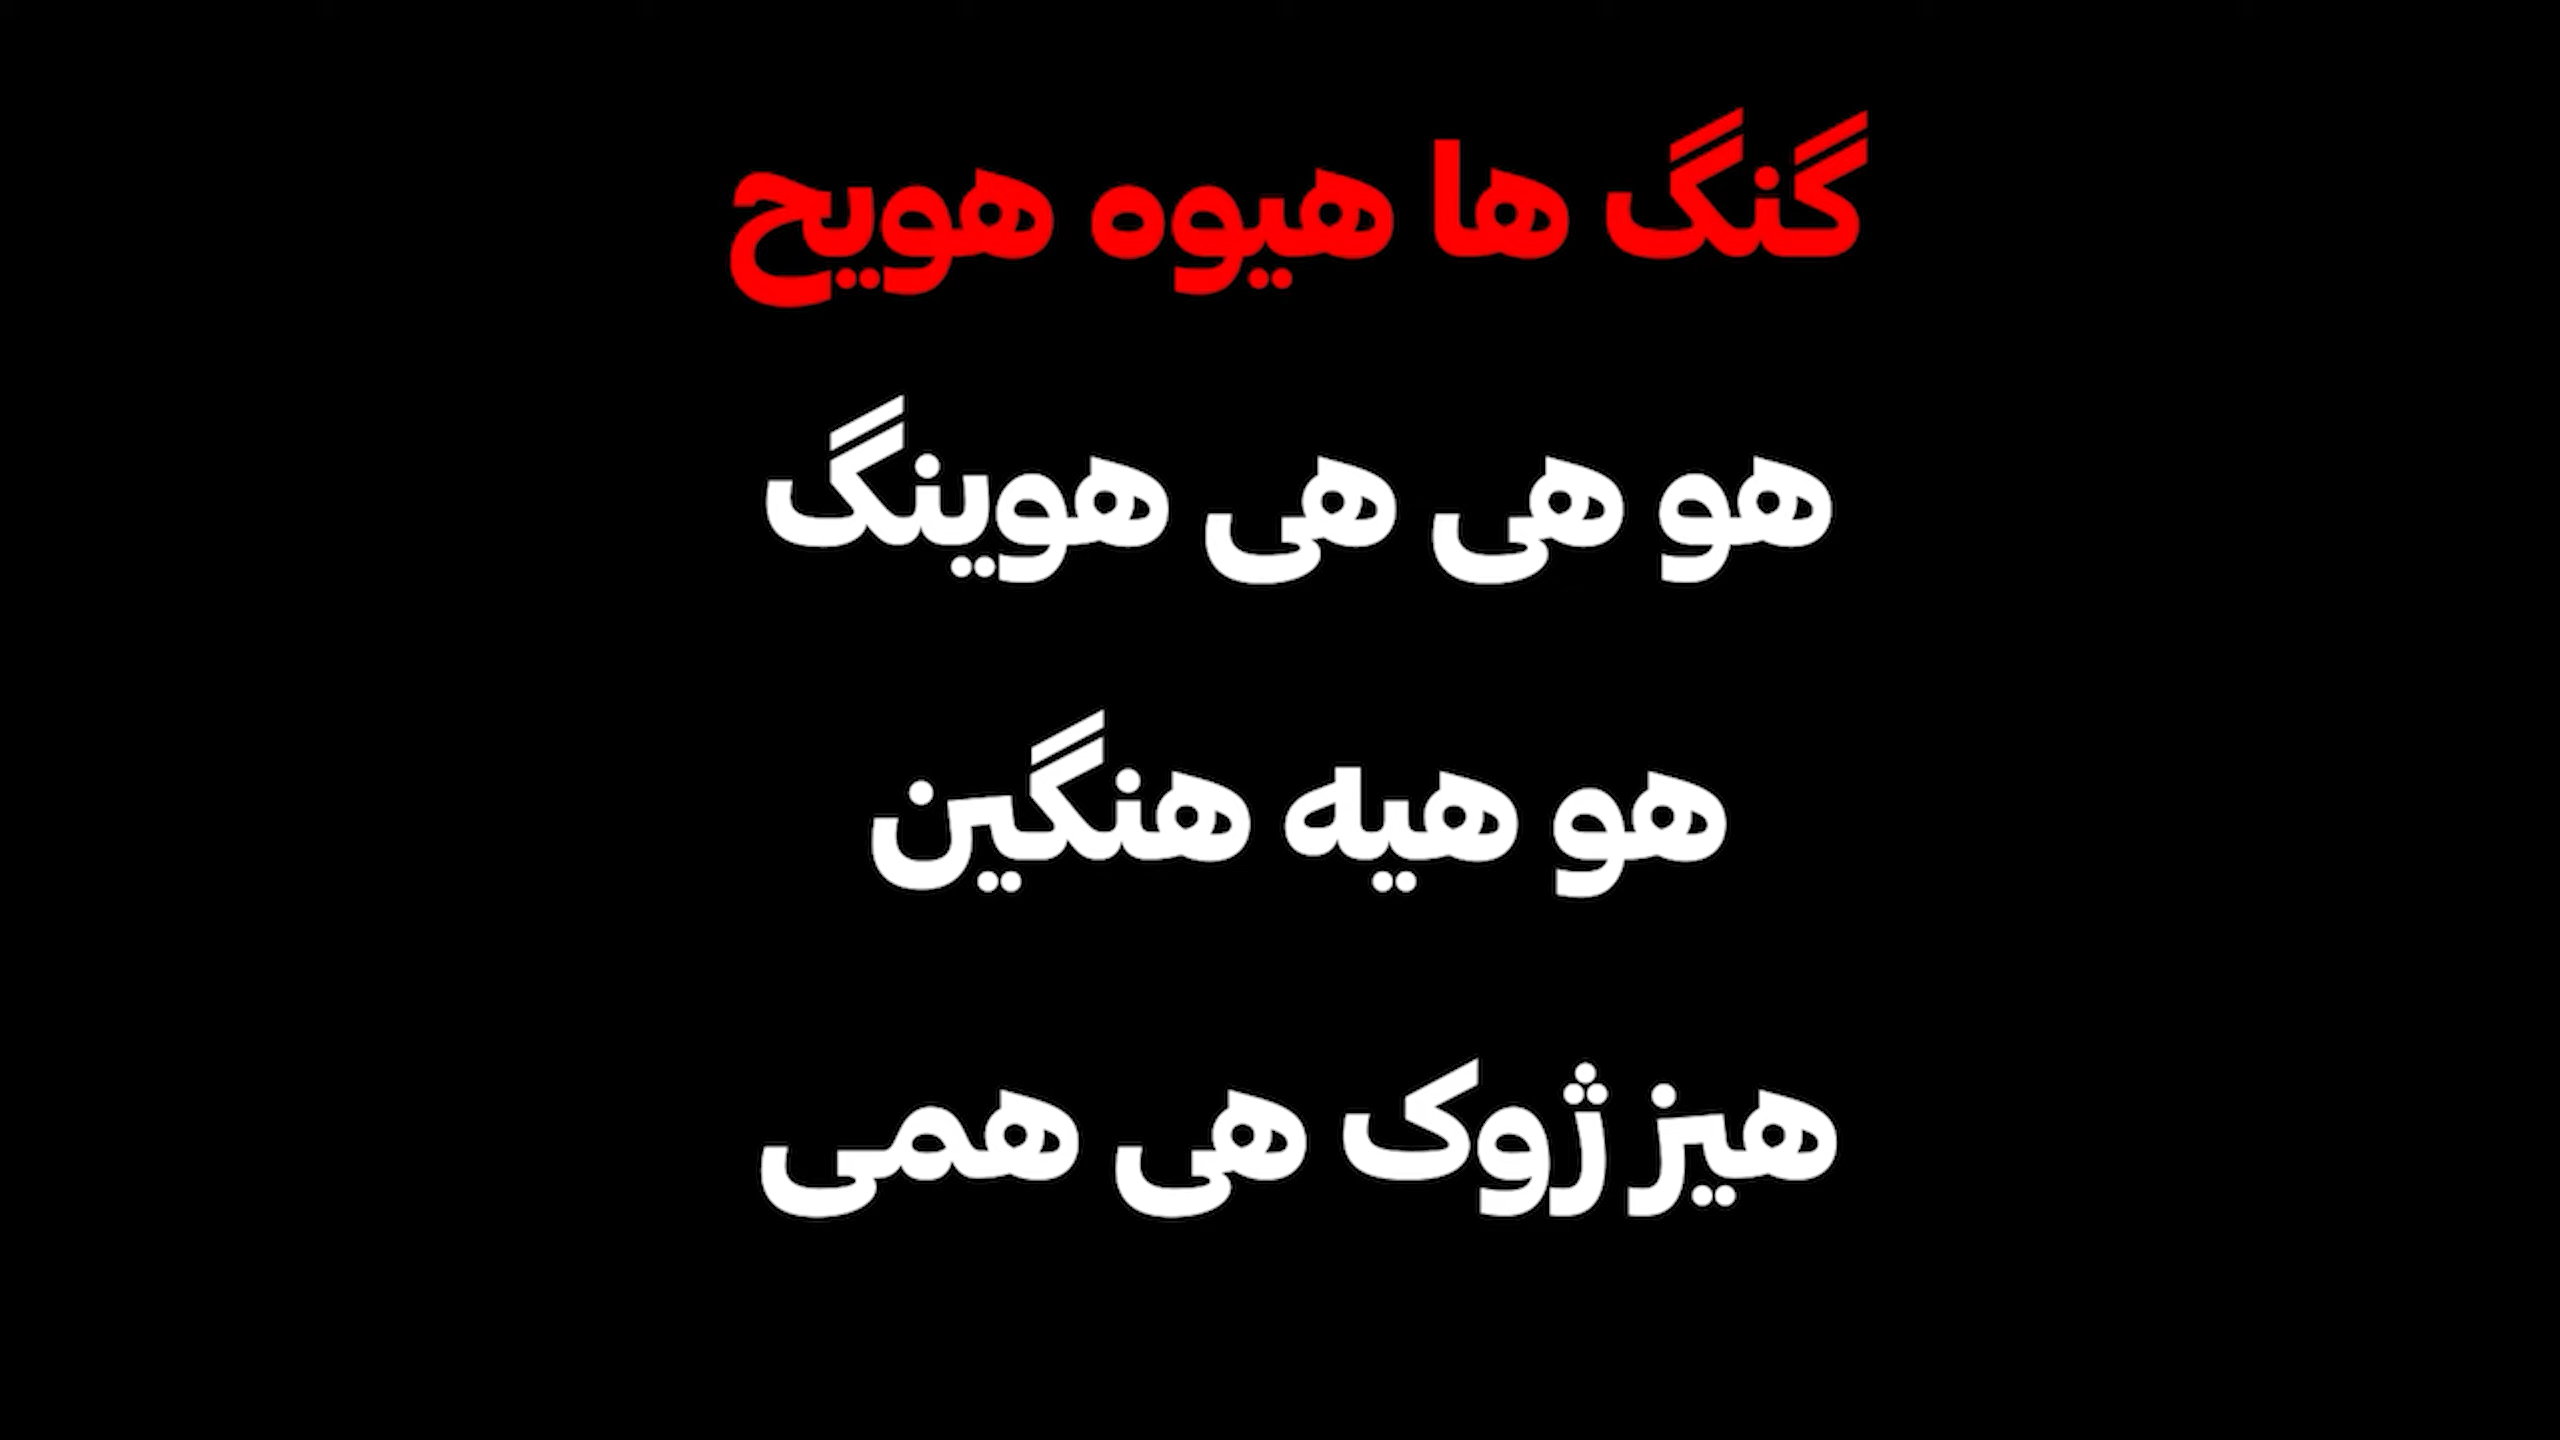 گنگ ها هیوه هویح
هو هی هی هوینگ
هو هیه هنگین
هیز ژوک هی همی